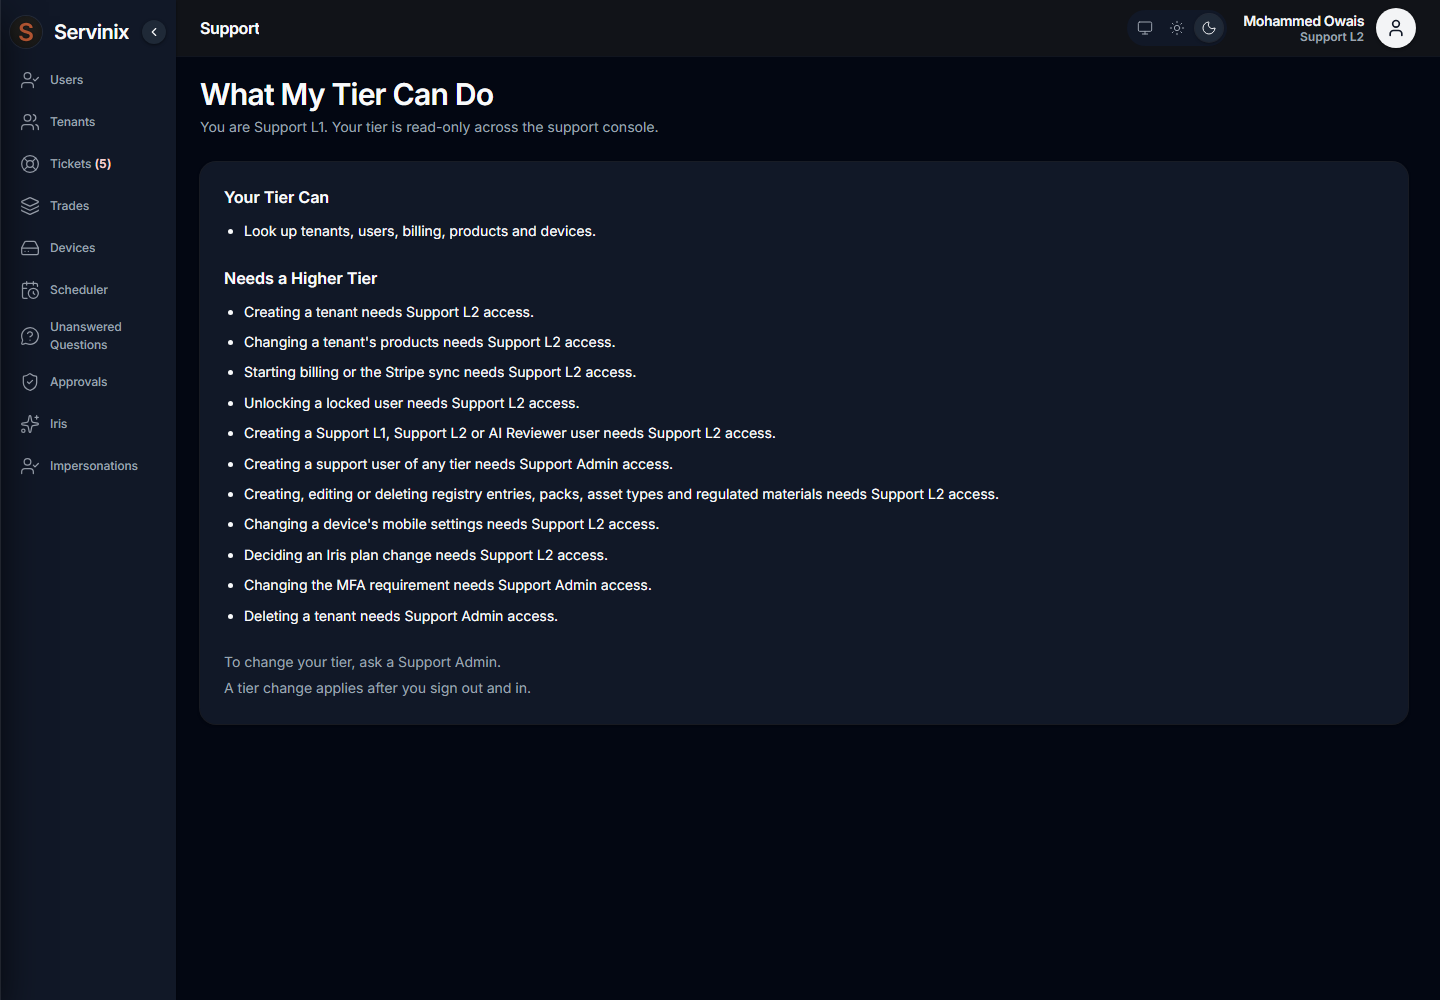 S Servinix
Support
Mohammed Owais
Support L2
Users
Tenants
Tickets (5)
Trades
Devices
Scheduler
Unanswered
Questions
Approvals
Iris
Impersonations
What My Tier Can Do
You are Support L1. Your tier is read-only across the support console.
Your Tier Can
• Look up tenants, users, billing, products and devices.
Needs a Higher Tier
• Creating a tenant needs Support L2 access.
• Changing a tenant's products needs Support L2 access.
• Starting billing or the Stripe sync needs Support L2 access.
• Unlocking a locked user needs Support L2 access.
• Creating a Support L1, Support L2 or AI Reviewer user needs Support L2 access.
• Creating a support user of any tier needs Support Admin access.
• Creating, editing or deleting registry entries, packs, asset types and regulated materials needs Support L2 access.
• Changing a device's mobile settings needs Support L2 access.
• Deciding an Iris plan change needs Support L2 access.
• Changing the MFA requirement needs Support Admin access.
• Deleting a tenant needs Support Admin access.
To change your tier, ask a Support Admin.
A tier change applies after you sign out and in.